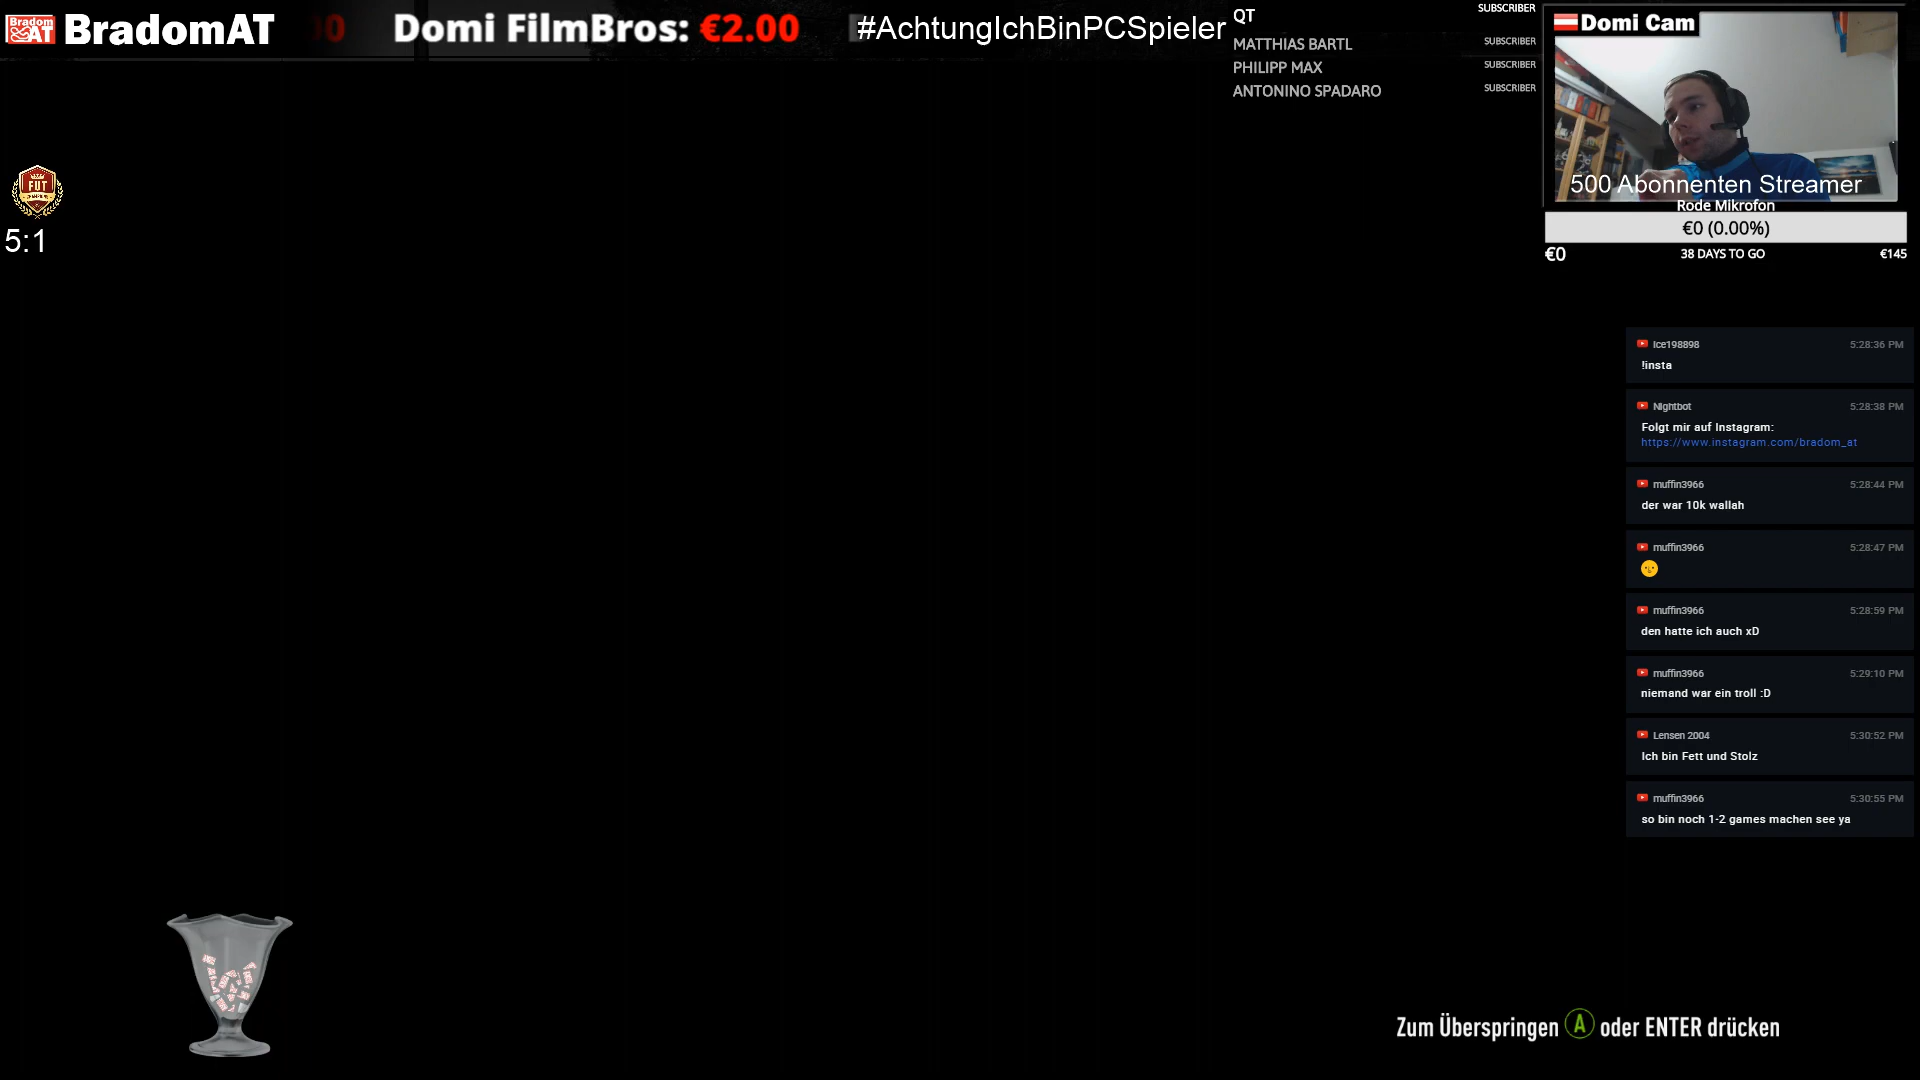 Bradom
AT
BradomAT
00
Domi FilmBros: €2.00
#AchtungIchBinPCSpieler
QT SUBSCRIBER
MATTHIAS BARTL SUBSCRIBER
PHILIPP MAX SUBSCRIBER
ANTONINO SPADARO SUBSCRIBER
Domi Cam
500 Abonnenten Streamer
Rode Mikrofon
€0 (0.00%)
€0 38 DAYS TO GO €145
FUT
5:1
Ice198898 5:28:36 PM
!insta
Nightbot 5:28:38 PM
Folgt mir auf Instagram:
https://www.instagram.com/bradom_at
muffin3966 5:28:44 PM
der war 10k wallah
muffin3966 5:28:47 PM
muffin3966 5:28:59 PM
den hatte ich auch xD
muffin3966 5:29:10 PM
niemand war ein troll :D
Lensen 2004 5:30:52 PM
Ich bin Fett und Stolz
muffin3966 5:30:55 PM
so bin noch 1-2 games machen see ya
Zum Überspringen A oder ENTER drücken